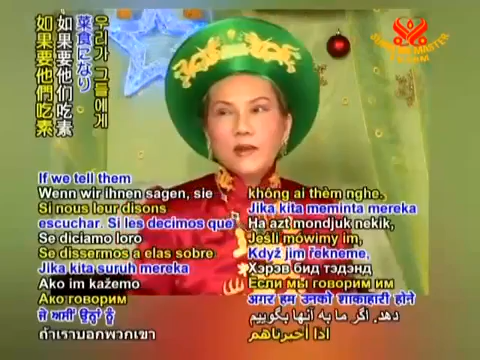 우리가 그들에게
菜食になり
如果要他们吃素
如果要他們吃素
SUPREME MASTER
If we tell them
Wenn wir ihnen sagen, sie
Si nous leur disons
escuchar. Si les decimos que
Se diciamo loro
Se dissermos a elas sobre
Jika kita suruh mereka
Ako im kažemo
Ако говорим
ਜੇ ਅਸੀਂ ਉਨ੍ਹਾਂ ਨੂੰ
ถ้าเราบอกพวกเขา
không ai thèm nghe.
Jika kita meminta mereka
Ha azt mondjuk nekik,
Jeśli mówimy im,
Když jim řekneme,
Хэрэв бид тэдэнд
Если мы говорим им
अगर हम उनको शाकाहारी होने
دهد. اگر ما به آنها بگوییم
اذا أخبرناهم